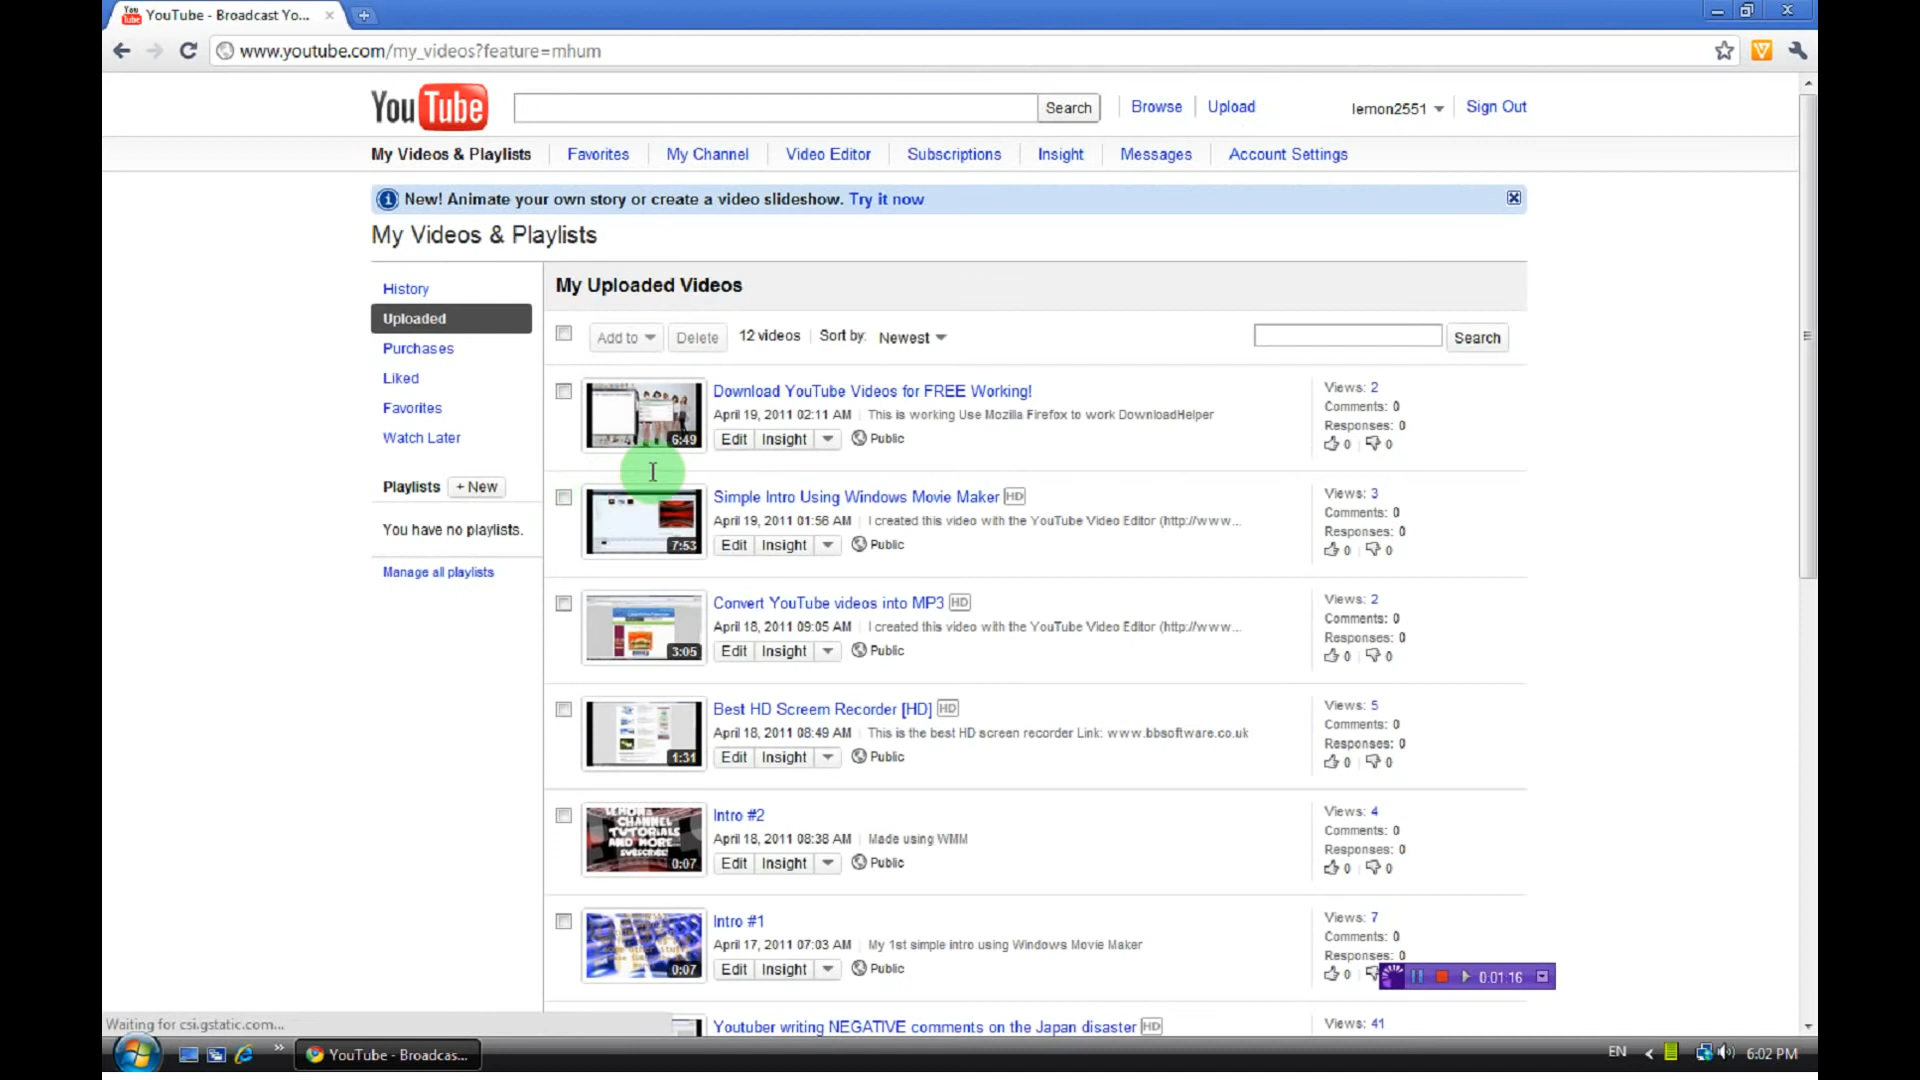 YouTube - Broadcast Yo...
www.youtube.com/my_videos?feature=mhum
YouTube
Search
Browse
Upload
lemon2551
Sign Out
My Videos & Playlists
Favorites
My Channel
Video Editor
Subscriptions
Insight
Messages
Account Settings
New! Animate your own story or create a video slideshow. Try it now
My Videos & Playlists
History
Uploaded
Purchases
Liked
Favorites
Watch Later
Playlists
+ New
You have no playlists.
Manage all playlists
My Uploaded Videos
Add to
Delete
12 videos
Sort by:
Newest
Search
6:49
Download YouTube Videos for FREE Working!
April 19, 2011 02:11 AM
This is working Use Mozilla Firefox to work DownloadHelper
Edit
Insight
Public
Views: 2
Comments: 0
Responses: 0
0
0
7:53
Simple Intro Using Windows Movie Maker HD
April 19, 2011 01:56 AM
I created this video with the YouTube Video Editor (http://www...
Edit
Insight
Public
Views: 3
Comments: 0
Responses: 0
0
0
3:05
Convert YouTube videos into MP3 HD
April 18, 2011 09:05 AM
I created this video with the YouTube Video Editor (http://www...
Edit
Insight
Public
Views: 2
Comments: 0
Responses: 0
0
0
1:31
Best HD Screem Recorder [HD] HD
April 18, 2011 08:49 AM
This is the best HD screen recorder Link: www.bbsoftware.co.uk
Edit
Insight
Public
Views: 5
Comments: 0
Responses: 0
0
0
CHANNEL
TUTORIALS
AND MORE...
SUBSCRIBE!
0:07
Intro #2
April 18, 2011 08:38 AM
Made using WMM
Edit
Insight
Public
Views: 4
Comments: 0
Responses: 0
0
0
0:07
Intro #1
April 17, 2011 07:03 AM
My 1st simple intro using Windows Movie Maker
Edit
Insight
Public
Views: 7
Comments: 0
Responses: 0
0
0:01:16
Youtuber writing NEGATIVE comments on the Japan disaster HD
Views: 41
Waiting for csi.gstatic.com...
YouTube - Broadcas...
EN
6:02 PM